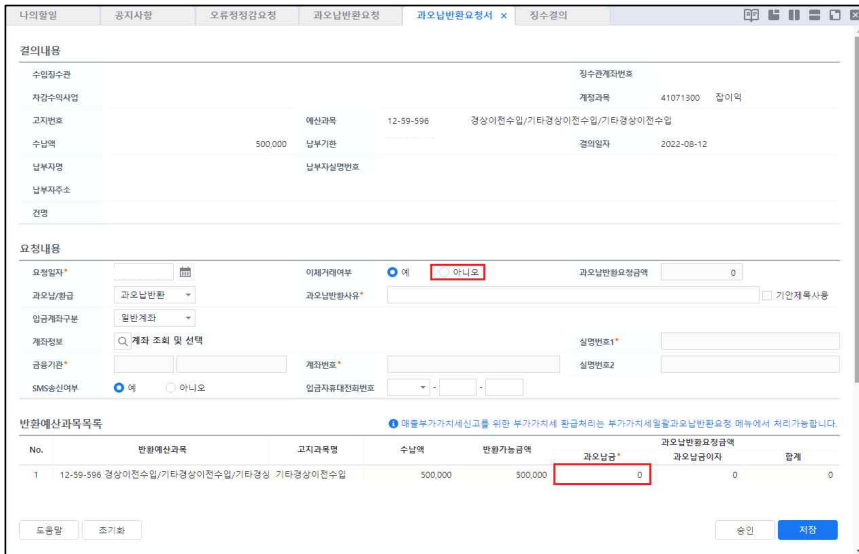 나의할일 공지사항 오류정정감요청 과오납반환요청 과오납반환요청서 × 징수결의
결의내용
수입징수관 징수관계좌번호
차감수익사업 계정과목 41071300 잡이익
고지번호 예산과목 12-59-596 경상이전수입/기타경상이전수입/기타경상이전수입
수납액 500,000 납부기한 결의일자 2022-08-12
납부자명 납부자실명번호
납부자주소
건명
요청내용
요청일자* 이체거래여부 예 아니오 과오납반환요청금액 0
과오납/환급 과오납반환 과오납반환사유* 기안제목사용
입금계좌구분 일반계좌
계좌정보 계좌 조회 및 선택 실명번호1*
금융기관* 계좌번호* 실명번호2
SMS송신여부 예 아니오 입금자휴대전화번호 - -
반환예산과목목록 매출부가가치세신고를 위한 부가가치세 환급처리는 부가가치세일괄과오납반환요청 메뉴에서 처리가능합니다.
No. 반환예산과목 고지과목명 수납액 반환가능금액 과오납반환요청금액
과오납금* 과오납금이자 합계
1 12-59-596 경상이전수입/기타경상이전수입/기타경상 기타경상이전수입 500,000 500,000 0 0 0
도움말 초기화 승인 저장